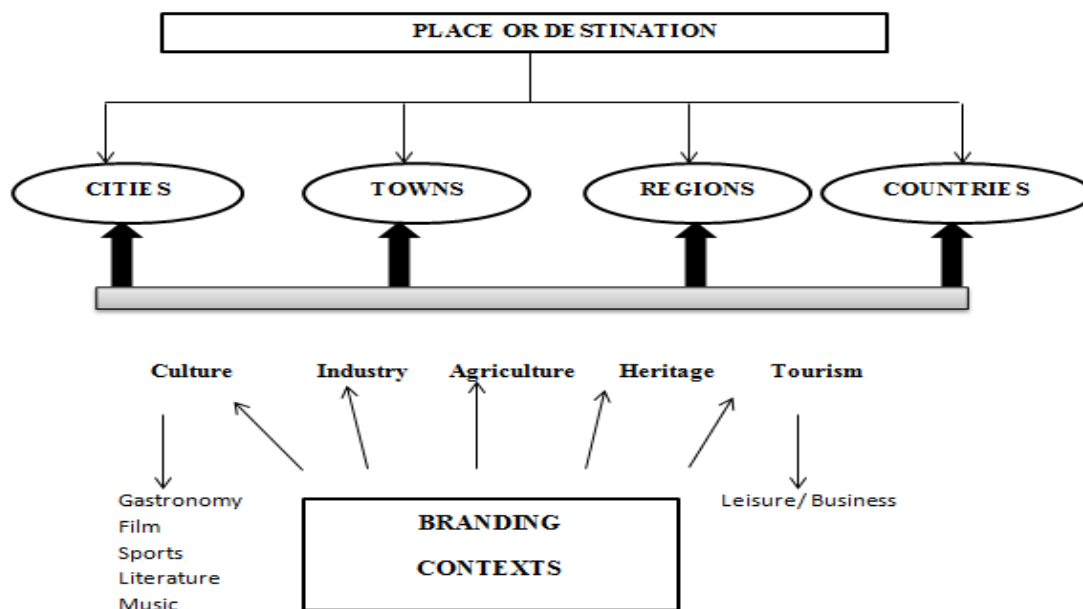 PLACE OR DESTINATION
CITIES
TOWNS
REGIONS
COUNTRIES
Culture
Industry
Agriculture
Heritage
Tourism
Gastronomy
Film
Sports
Literature
Music
BRANDING
CONTEXTS
Leisure/ Business